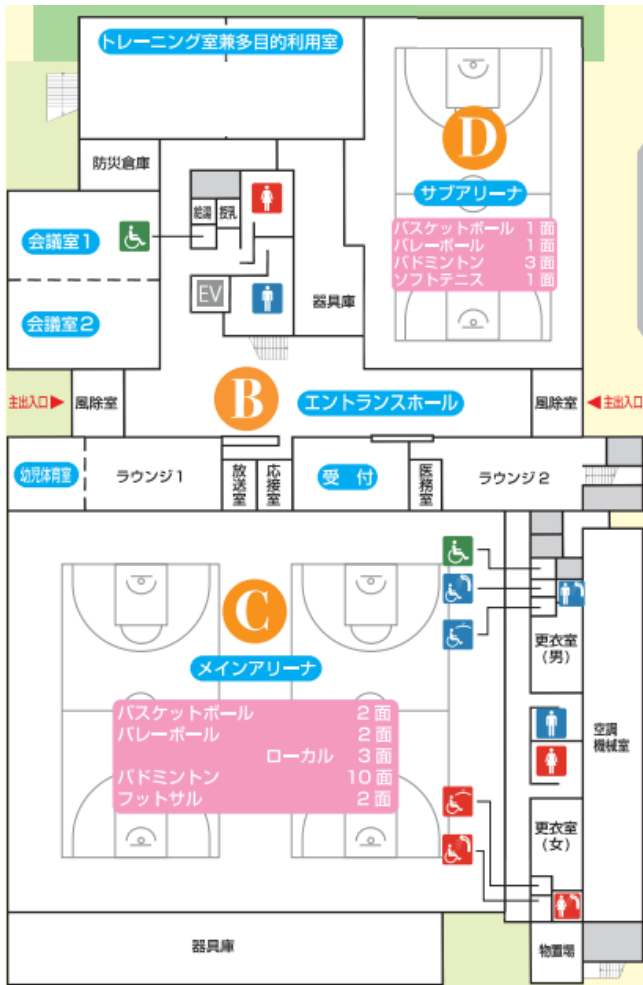 トレーニング室兼多目的利用室
D
サブアリーナ
バスケットボール 1面
バレーボール 1面
バドミントン 3面
ソフトテニス 1面
防災倉庫
給湯
授乳
会議室1
会議室2
EV
器具庫
主出入口
風除室
B
エントランスホール
風除室
主出入口
幼児体育室
ラウンジ1
放送室
応接室
受 付
医務室
ラウンジ2
C
メインアリーナ
バスケットボール 2面
バレーボール 2面
ローカル 3面
バドミントン 10面
フットサル 2面
更衣室
(男)
空調
機械室
更衣室
(女)
器具庫
物置場